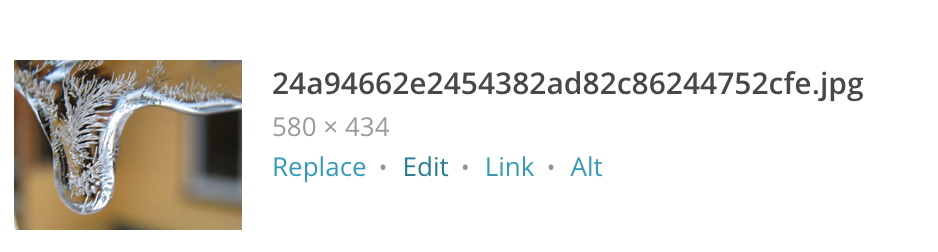 24a94662e2454382ad82c86244752cfe.jpg
580 × 434
Replace • Edit • Link • Alt